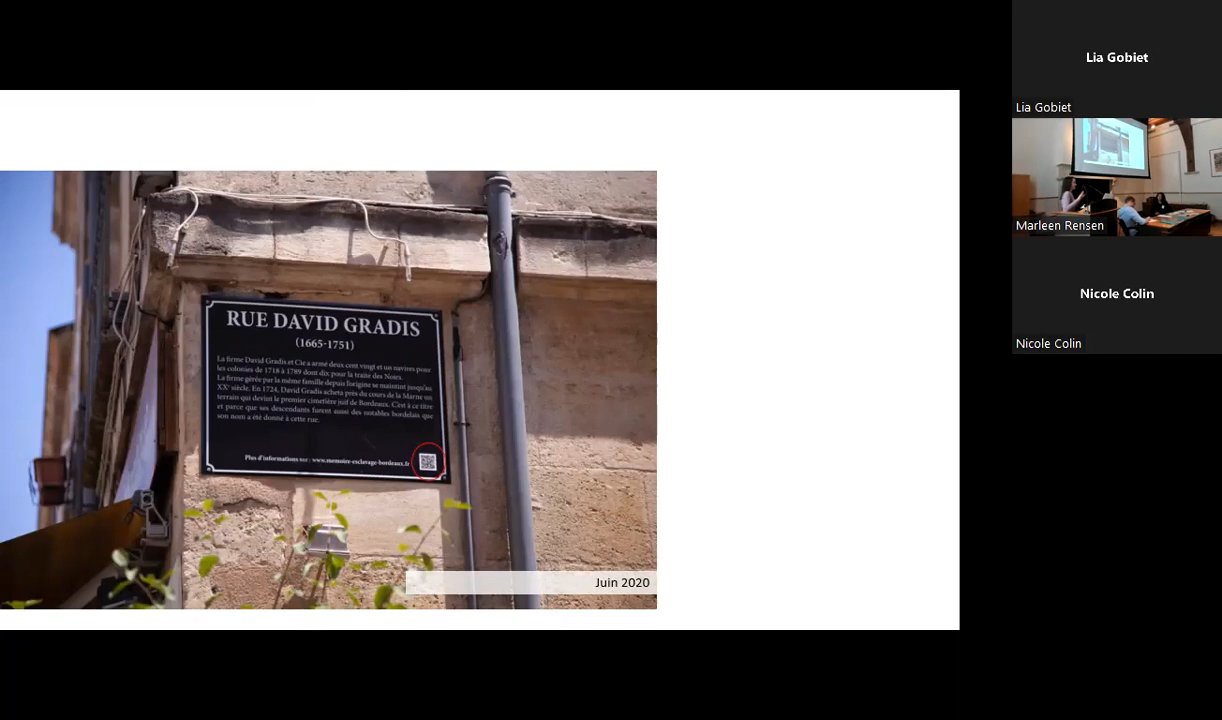 RUE DAVID GRADIS
(1665-1751)
La firme David Gradis et Cie a armé deux cent vingt et un navires pour
les colonies de 1718 à 1789 dont dix pour la traite des Noirs.
La firme gérée par la même famille depuis l'origine se maintint jusqu'au
XXᵉ siècle. En 1724, David Gradis acheta près du cours de la Marne un
terrain qui devint le premier cimetière juif de Bordeaux. C'est à ce titre
et parce que ses descendants furent aussi des notables bordelais que
son nom a été donné à cette rue.
Plus d'informations sur : www.memoire-esclavage-bordeaux.fr
Juin 2020
Lia Gobiet
Lia Gobiet
Marleen Rensen
Nicole Colin
Nicole Colin